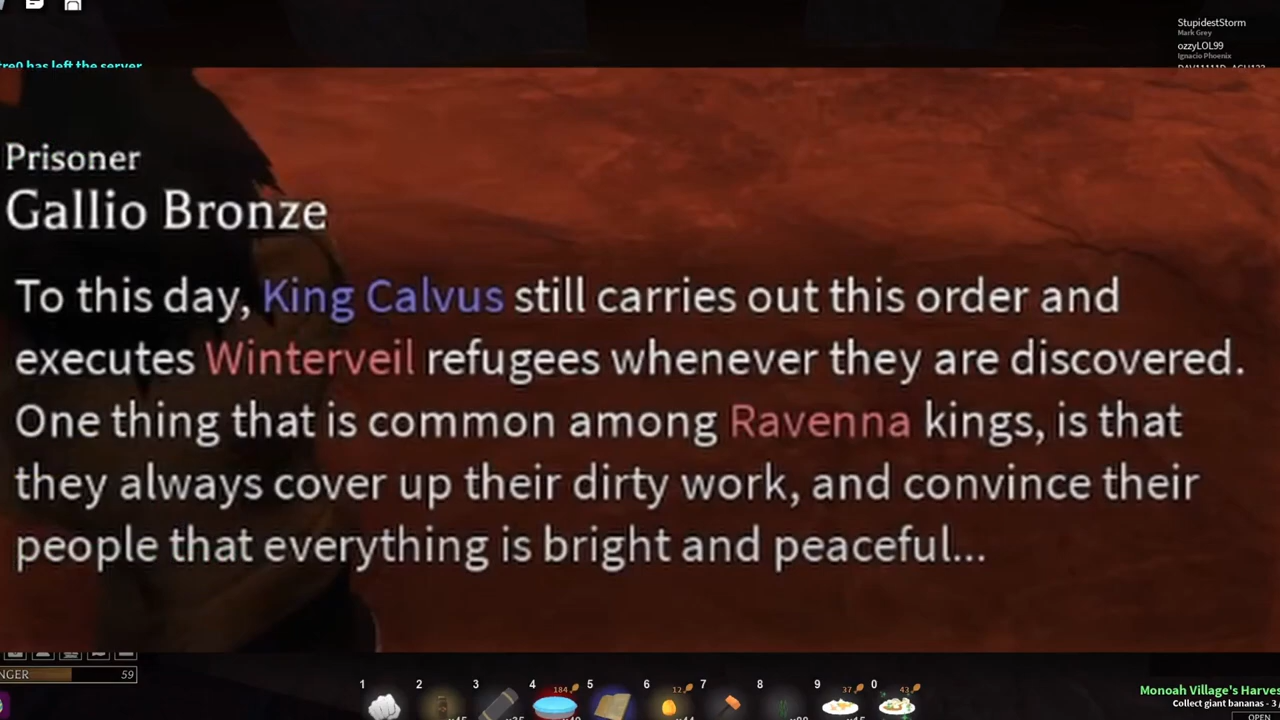 StupidestStorm
Mark Grey
ozzyLOL99
Ignacio Phoenix
has left the server
Prisoner
Gallio Bronze
To this day, King Calvus still carries out this order and
executes Winterveil refugees whenever they are discovered.
One thing that is common among Ravenna kings, is that
they always cover up their dirty work, and convince their
people that everything is bright and peaceful...
NGER 59
1 2 3 4 5 6 7 8 9 0
184 12 37 43
Monoah Village's Harves
Collect giant bananas - 3